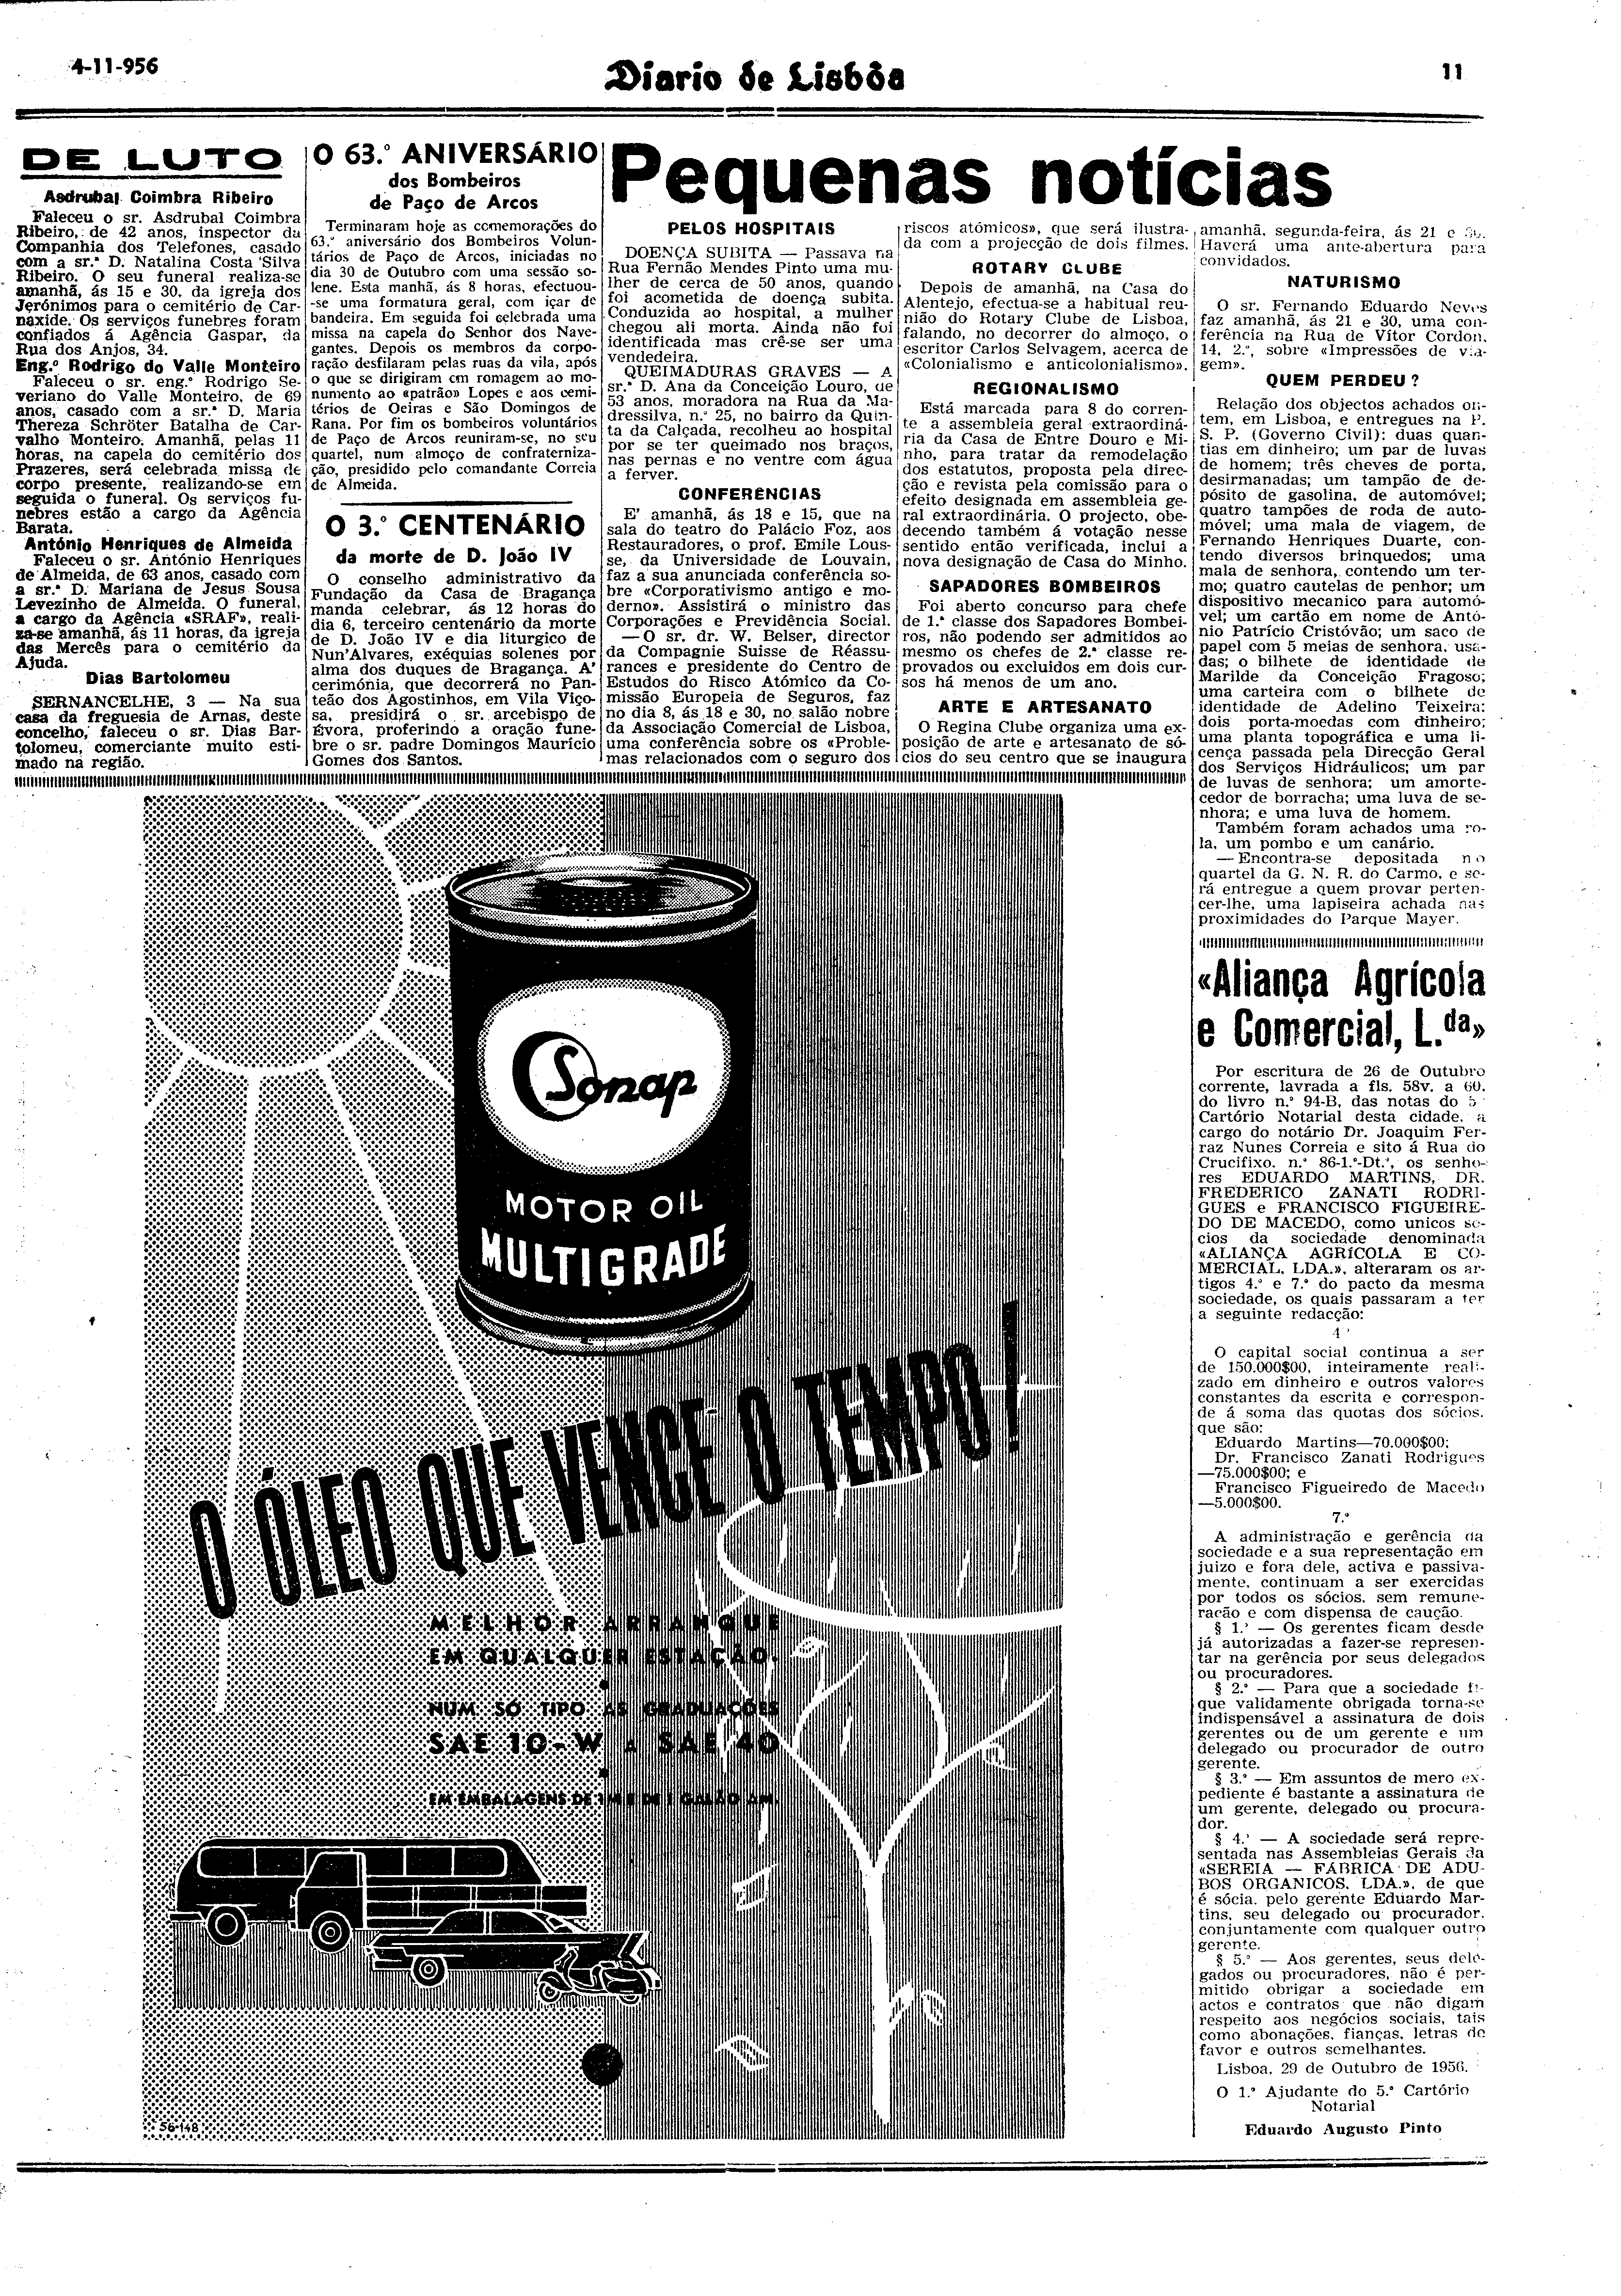 4-11-956
Diario de Lisbôa
11
DE LUTO
Asdrubal Coimbra Ribeiro
Faleceu o sr. Asdrubal Coimbra
Ribeiro, de 42 anos, inspector da
Companhia dos Telefones, casado
com a sr.ª D. Natalina Costa Silva
Ribeiro. O seu funeral realiza-se
amanhã, ás 15 e 30, da igreja dos
Jerónimos para o cemitério de Car-
naxide. Os serviços funebres foram
confiados á Agência Gaspar, da
Rua dos Anjos, 34.
Eng.º Rodrigo do Valle Monteiro
Faleceu o sr. eng.º Rodrigo Se-
veriano do Valle Monteiro, de 69
anos, casado com a sr.ª D. Maria
Thereza Schröter Batalha de Car-
valho Monteiro. Amanhã, pelas 11
horas, na capela do cemitério dos
Prazeres, será celebrada missa de
corpo presente, realizando-se em
seguida o funeral. Os serviços fu-
nebres estão a cargo da Agência
Barata.
António Henriques de Almeida
Faleceu o sr. António Henriques
de Almeida, de 63 anos, casado com
a sr.ª D. Mariana de Jesus Sousa
Levezinho de Almeida. O funeral,
a cargo da Agência «SRAF», reali-
za-se amanhã, ás 11 horas, da igreja
das Mercês para o cemitério da
Ajuda.
Dias Bartolomeu
SERNANCELHE, 3 — Na sua
casa da freguesia de Arnas, deste
concelho, faleceu o sr. Dias Bar-
tolomeu, comerciante muito esti-
mado na região.
O 63.º ANIVERSÁRIO
dos Bombeiros
de Paço de Arcos
Terminaram hoje as comemorações do
63.º aniversário dos Bombeiros Volun-
tários de Paço de Arcos, iniciadas no
dia 30 de Outubro com uma sessão so-
lene. Esta manhã, ás 8 horas, efectuou-
-se uma formatura geral, com içar de
bandeira. Em seguida foi celebrada uma
missa na capela do Senhor dos Nave-
gantes. Depois os membros da corpo-
ração desfilaram pelas ruas da vila, após
o que se dirigiram em romagem ao mo-
numento ao «patrão» Lopes e aos cemi-
térios de Oeiras e São Domingos de
Rana. Por fim os bombeiros voluntários
de Paço de Arcos reuniram-se, no seu
quartel, num almoço de confraterniza-
ção, presidido pelo comandante Correia
de Almeida.
O 3.º CENTENÁRIO
da morte de D. João IV
O conselho administrativo da
Fundação da Casa de Bragança
manda celebrar, ás 12 horas do
dia 6, terceiro centenário da morte
de D. João IV e dia liturgico de
Nun'Alvares, exéquias solenes por
alma dos duques de Bragança. A'
cerimónia, que decorrerá no Pan-
teão dos Agostinhos, em Vila Viço-
sa, presidirá o sr. arcebispo de
Évora, proferindo a oração fune-
bre o sr. padre Domingos Maurício
Gomes dos Santos.
Pequenas notícias
PELOS HOSPITAIS
DOENÇA SUBITA — Passava na
Rua Fernão Mendes Pinto uma mu-
lher de cerca de 50 anos, quando
foi acometida de doença subita.
Conduzida ao hospital, a mulher
chegou ali morta. Ainda não foi
identificada mas crê-se ser uma
vendedeira.
QUEIMADURAS GRAVES — A
sr.ª D. Ana da Conceição Louro, de
53 anos, moradora na Rua da Ma-
dressilva, n.º 25, no bairro da Quin-
ta da Calçada, recolheu ao hospital
por se ter queimado nos braços,
nas pernas e no ventre com água
a ferver.
CONFERÊNCIAS
E' amanhã, ás 18 e 15, que na
sala do teatro do Palácio Foz, aos
Restauradores, o prof. Emile Lous-
se, da Universidade de Louvain,
faz a sua anunciada conferência so-
bre «Corporativismo antigo e mo-
derno». Assistirá o ministro das
Corporações e Previdência Social.
— O sr. dr. W. Belser, director
da Compagnie Suisse de Réassu-
rances e presidente do Centro de
Estudos do Risco Atómico da Co-
missão Europeia de Seguros, faz
no dia 8, ás 18 e 30, no salão nobre
da Associação Comercial de Lisboa,
uma conferência sobre os «Proble-
mas relacionados com o seguro dos
riscos atómicos», que será ilustra-
da com a projecção de dois filmes.
ROTARY CLUBE
Depois de amanhã, na Casa do
Alentejo, efectua-se a habitual reu-
nião do Rotary Clube de Lisboa,
falando, no decorrer do almoço, o
escritor Carlos Selvagem, acerca de
«Colonialismo e anticolonialismo».
REGIONALISMO
Está marcada para 8 do corren-
te a assembleia geral extraordiná-
ria da Casa de Entre Douro e Mi-
nho, para tratar da remodelação
dos estatutos, proposta pela direc-
ção e revista pela comissão para o
efeito designada em assembleia ge-
ral extraordinária. O projecto, obe-
decendo também á votação nesse
sentido então verificada, inclui a
nova designação de Casa do Minho.
SAPADORES BOMBEIROS
Foi aberto concurso para chefe
de 1.ª classe dos Sapadores Bombei-
ros, não podendo ser admitidos ao
mesmo os chefes de 2.ª classe re-
provados ou excluidos em dois cur-
sos há menos de um ano.
ARTE E ARTESANATO
O Regina Clube organiza uma ex-
posição de arte e artesanato de só-
cios do seu centro que se inaugura
amanhã, segunda-feira, ás 21 e 30.
Haverá uma ante-abertura para
convidados.
NATURISMO
O sr. Fernando Eduardo Neves
faz amanhã, ás 21 e 30, uma con-
ferência na Rua de Vítor Cordon,
14, 2.º, sobre «Impressões de via-
gem».
QUEM PERDEU?
Relação dos objectos achados on-
tem, em Lisboa, e entregues na P.
S. P. (Governo Civil): duas quan-
tias em dinheiro; um par de luvas
de homem; três cheves de porta,
desirmanadas; um tampão de de-
pósito de gasolina, de automóvel;
quatro tampões de roda de auto-
móvel; uma mala de viagem, de
Fernando Henriques Duarte, con-
tendo diversos brinquedos; uma
mala de senhora, contendo um ter-
mo; quatro cautelas de penhor; um
dispositivo mecanico para automó-
vel; um cartão em nome de Antó-
nio Patrício Cristóvão; um saco de
papel com 5 meias de senhora, usa-
das; o bilhete de identidade de
Marilde da Conceição Fragoso;
uma carteira com o bilhete de
identidade de Adelino Teixeira;
dois porta-moedas com dinheiro;
uma planta topográfica e uma li-
cença passada pela Direcção Geral
dos Serviços Hidráulicos; um par
de luvas de senhora; um amorte-
cedor de borracha; uma luva de se-
nhora; e uma luva de homem.
Também foram achados uma ro-
la, um pombo e um canário.
— Encontra-se depositada no
quartel da G. N. R. do Carmo, e se-
rá entregue a quem provar perten-
cer-lhe, uma lapiseira achada nas
proximidades do Parque Mayer.
«Aliança Agrícola
e Comercial, L.da»
Por escritura de 26 de Outubro
corrente, lavrada a fls. 58v. a 60.
do livro n.º 94-B, das notas do 5
Cartório Notarial desta cidade, a
cargo do notário Dr. Joaquim Fer-
raz Nunes Correia e sito á Rua do
Crucifixo, n.º 86-1.º-Dt.º, os senho-
res EDUARDO MARTINS, DR.
FREDERICO ZANATI RODRI-
GUES e FRANCISCO FIGUEIRE-
DO DE MACEDO, como unicos só-
cios da sociedade denominada
«ALIANÇA AGRÍCOLA E CO-
MERCIAL, LDA.», alteraram os ar-
tigos 4.º e 7.º do pacto da mesma
sociedade, os quais passaram a ter
a seguinte redacção:
4.º
O capital social continua a ser
de 150.000$00, inteiramente reali-
zado em dinheiro e outros valores
constantes da escrita e correspon-
de á soma das quotas dos sócios,
que são:
Eduardo Martins—70.000$00;
Dr. Francisco Zanati Rodrigues
—75.000$00; e
Francisco Figueiredo de Macedo
—5.000$00.
7.º
A administração e gerência da
sociedade e a sua representação em
juizo e fora dele, activa e passiva-
mente, continuam a ser exercidas
por todos os sócios, sem remune-
racão e com dispensa de caução.
§ 1.º — Os gerentes ficam desde
já autorizadas a fazer-se represen-
tar na gerência por seus delegados
ou procuradores.
§ 2.º — Para que a sociedade fi-
que validamente obrigada torna-se
indispensável a assinatura de dois
gerentes ou de um gerente e um
delegado ou procurador de outro
gerente.
§ 3.º — Em assuntos de mero ex-
pediente é bastante a assinatura de
um gerente, delegado ou procura-
dor.
§ 4.º — A sociedade será repre-
sentada nas Assembleias Gerais da
«SEREIA — FÁBRICA DE ADU-
BOS ORGANICOS, LDA.», de que
é sócia, pelo gerente Eduardo Mar-
tins, seu delegado ou procurador,
conjuntamente com qualquer outro
gerente.
§ 5.º — Aos gerentes, seus dele-
gados ou procuradores, não é per-
mitido obrigar a sociedade em
actos e contratos que não digam
respeito aos negócios sociais, tais
como abonações, fianças, letras de
favor e outros semelhantes.
Lisboa, 29 de Outubro de 1956.
O 1.º Ajudante do 5.º Cartório
Notarial
Eduardo Augusto Pinto
Sonap
MOTOR OIL
MULTIGRADE
O ÓLEO QUE VENCE O TEMPO!
MELHOR ARRANQUE
EM QUALQUER ESTAÇÃO.
NUM SÓ TIPO AS GRADUAÇÕES
SAE 10-W A SAE 40
EM EMBALAGENS DE E DE 1 GALÃO AM.
56-148